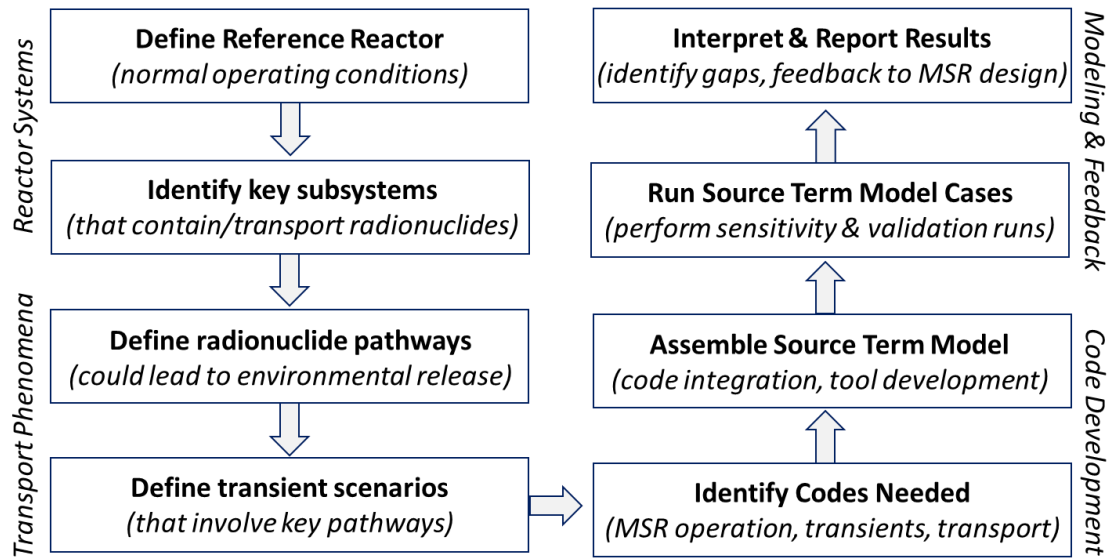 Reactor Systems
Define Reference Reactor
(normal operating conditions)
Identify key subsystems
(that contain/transport radionuclides)
Transport Phenomena
Define radionuclide pathways
(could lead to environmental release)
Define transient scenarios
(that involve key pathways)
Identify Codes Needed
(MSR operation, transients, transport)
Assemble Source Term Model
(code integration, tool development)
Code Development
Run Source Term Model Cases
(perform sensitivity & validation runs)
Interpret & Report Results
(identify gaps, feedback to MSR design)
Modeling & Feedback